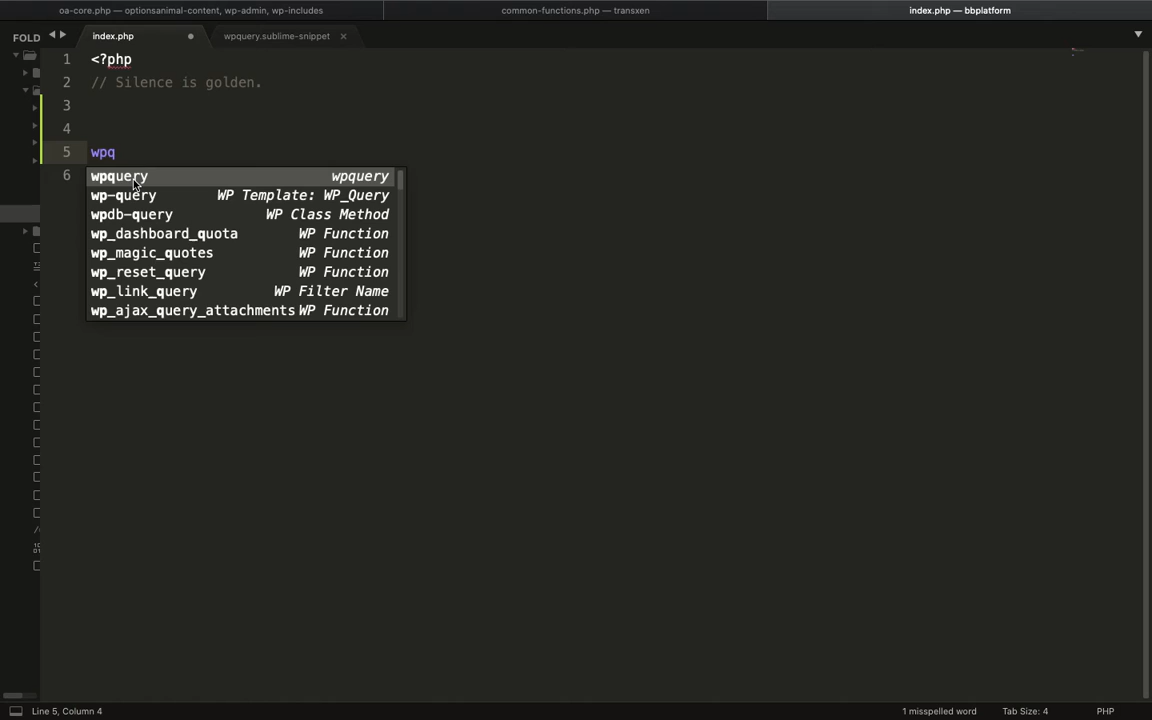 oa-core.php — optionsanimal-content, wp-admin, wp-includes
common-functions.php — transxen
index.php — bbplatform
FOLD
index.php
wpquery.sublime-snippet
1 <?php
2 // Silence is golden.
3
4
5 wpq
6
wpquery wpquery
wp-query WP Template: WP_Query
wpdb-query WP Class Method
wp_dashboard_quota WP Function
wp_magic_quotes WP Function
wp_reset_query WP Function
wp_link_query WP Filter Name
wp_ajax_query_attachments WP Function
Line 5, Column 4
1 misspelled word
Tab Size: 4
PHP